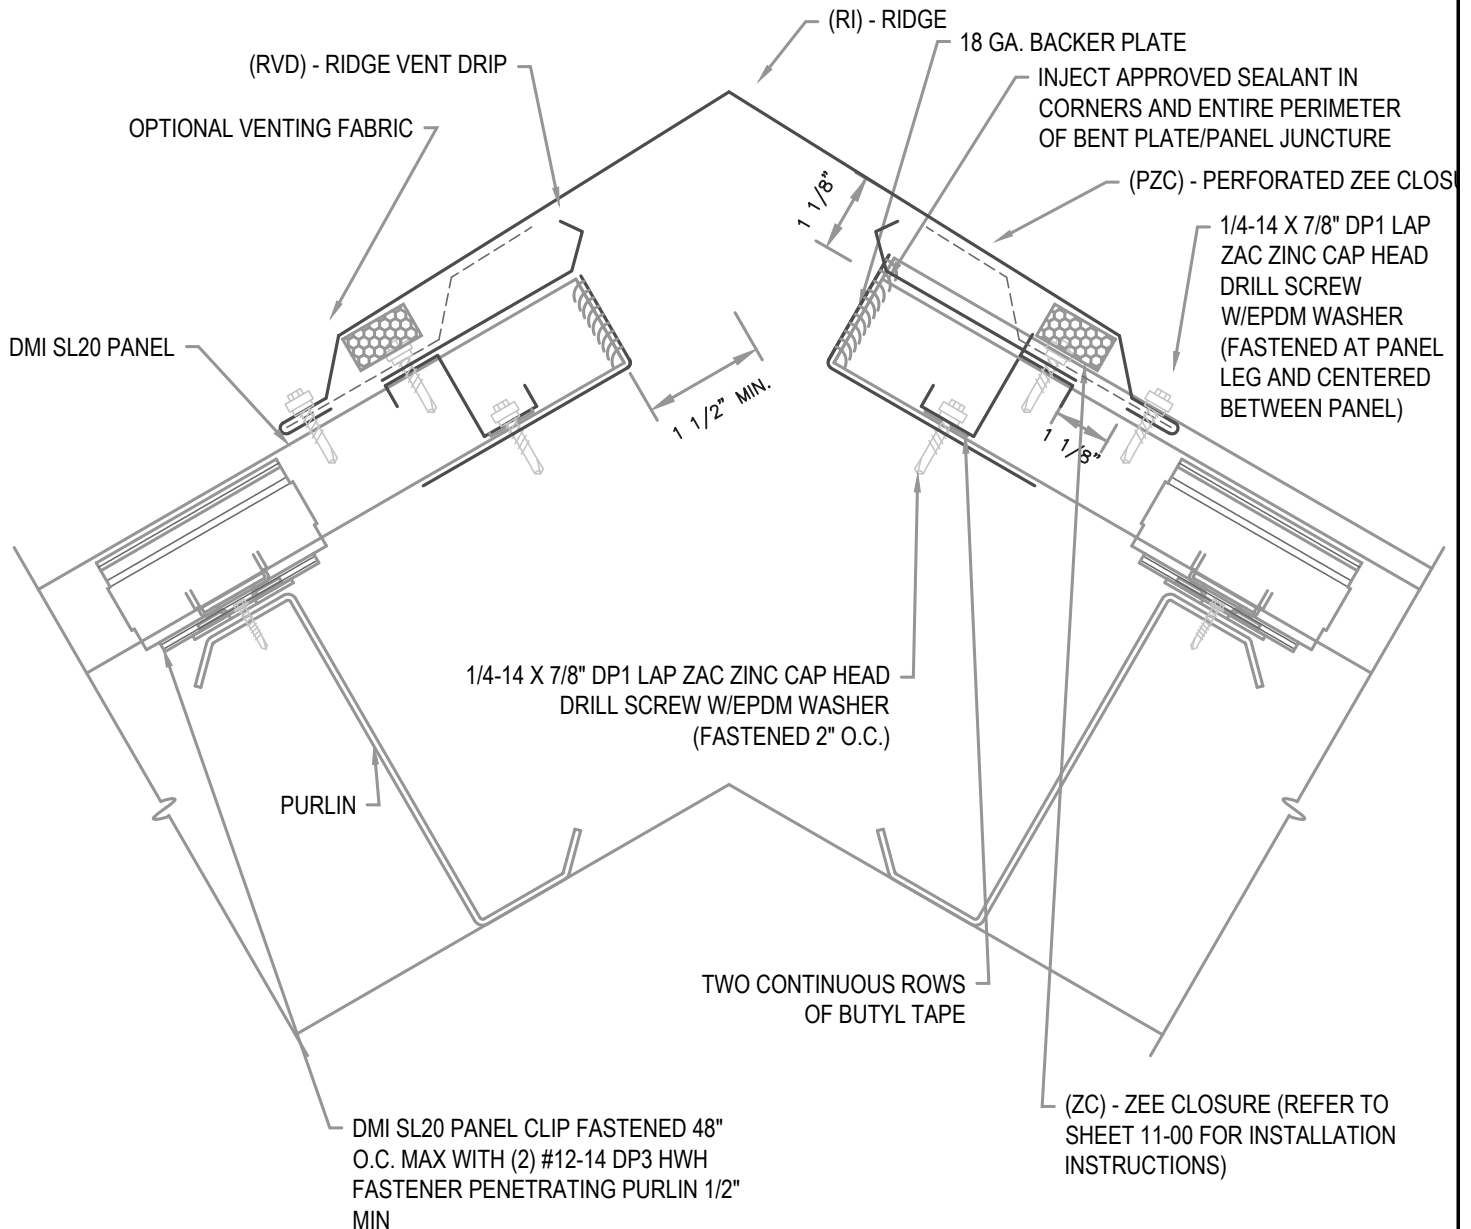 (RI) - RIDGE
18 GA. BACKER PLATE
(RVD) - RIDGE VENT DRIP
INJECT APPROVED SEALANT IN
CORNERS AND ENTIRE PERIMETER
OF BENT PLATE/PANEL JUNCTURE
OPTIONAL VENTING FABRIC
(PZC) - PERFORATED ZEE CLOSU
1 1/8"
1/4-14 X 7/8" DP1 LAP
ZAC ZINC CAP HEAD
DRILL SCREW
W/EPDM WASHER
(FASTENED AT PANEL
LEG AND CENTERED
BETWEEN PANEL)
DMI SL20 PANEL
1 1/2" MIN.
1 1/8"
1/4-14 X 7/8" DP1 LAP ZAC ZINC CAP HEAD
DRILL SCREW W/EPDM WASHER
(FASTENED 2" O.C.)
PURLIN
TWO CONTINUOUS ROWS
OF BUTYL TAPE
(ZC) - ZEE CLOSURE (REFER TO
SHEET 11-00 FOR INSTALLATION
INSTRUCTIONS)
DMI SL20 PANEL CLIP FASTENED 48"
O.C. MAX WITH (2) #12-14 DP3 HWH
FASTENER PENETRATING PURLIN 1/2"
MIN